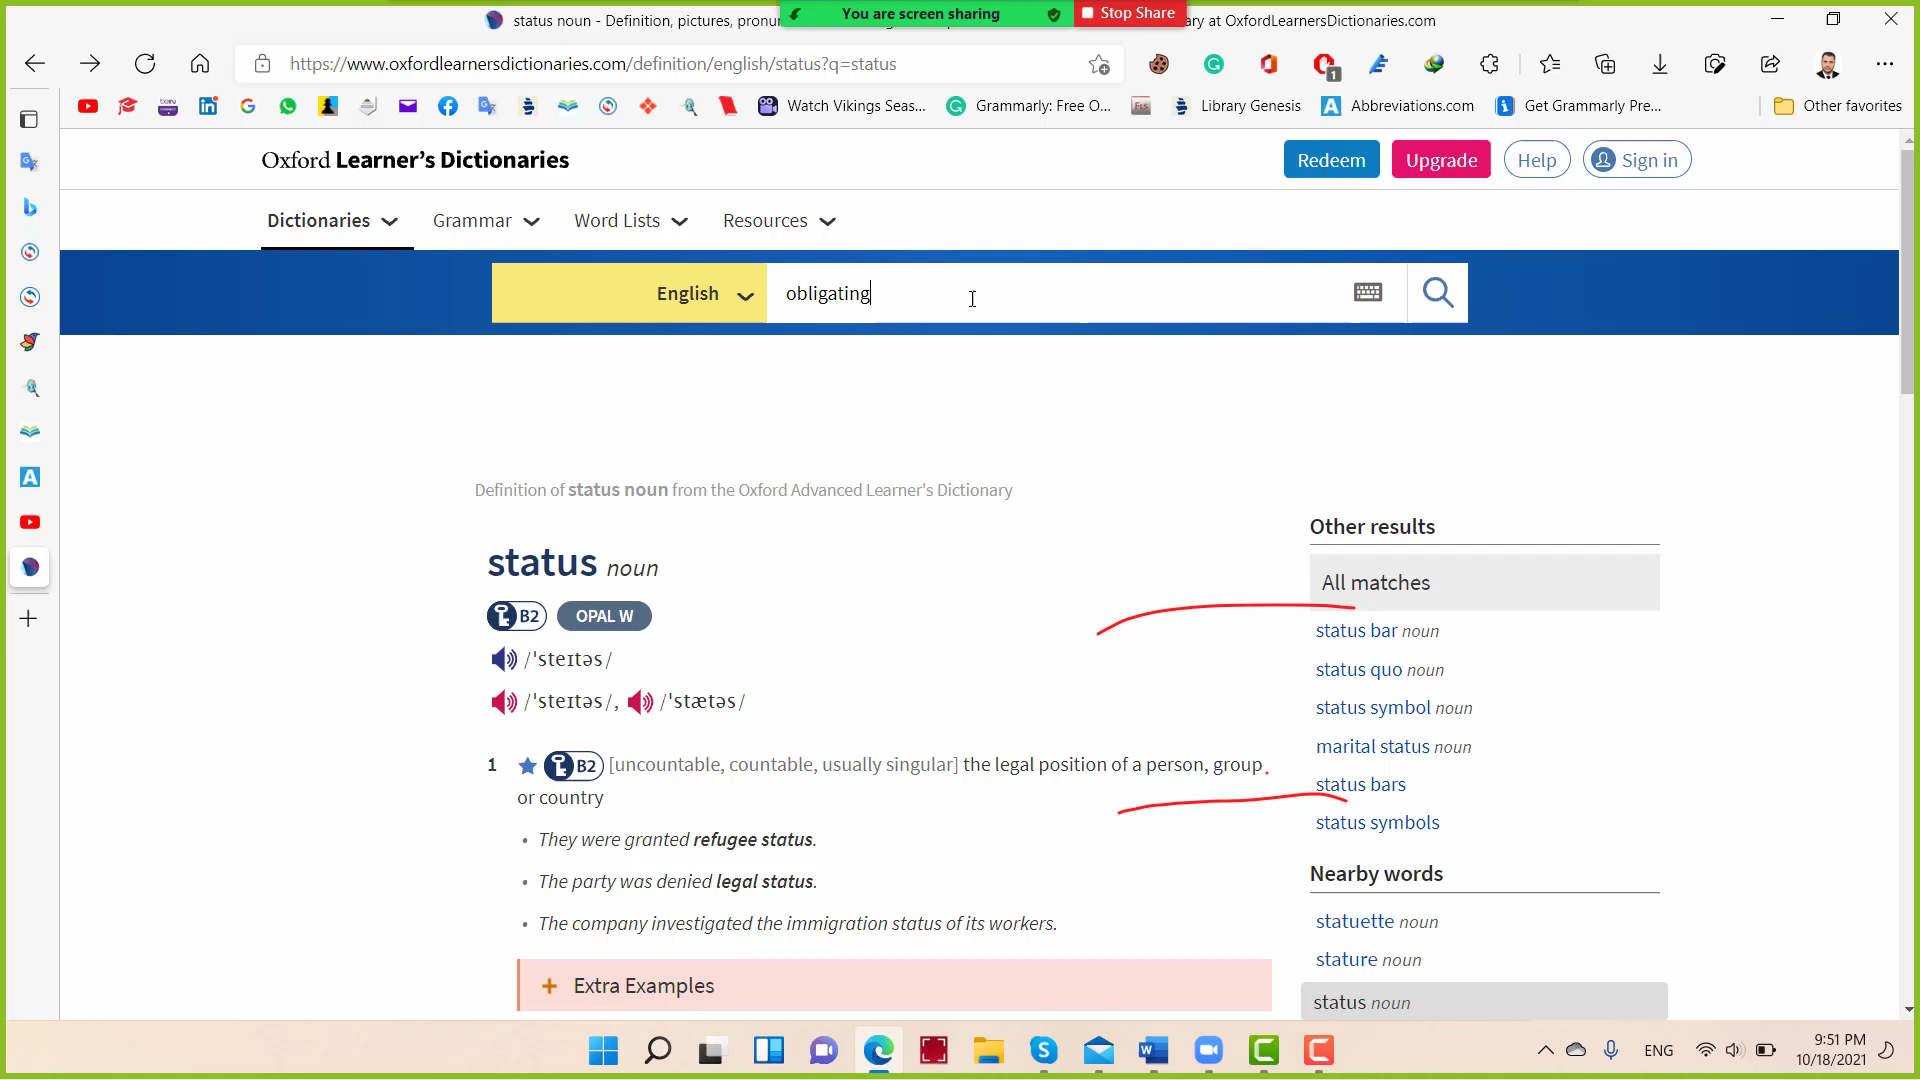 status noun - Definition, pictures, pronu
You are screen sharing
Stop Share
ary at OxfordLearnersDictionaries.com
https://www.oxfordlearnersdictionaries.com/definition/english/status?q=status
1
Watch Vikings Seas...
Grammarly: Free O...
Library Genesis
Abbreviations.com
Get Grammarly Pre...
Other favorites
Oxford Learner's Dictionaries
Redeem
Upgrade
Help
Sign in
Dictionaries
Grammar
Word Lists
Resources
English
obligating
Definition of status noun from the Oxford Advanced Learner's Dictionary
status noun
B2 OPAL W
/ˈsteɪtəs/
/ˈsteɪtəs/, /ˈstætəs/
1 B2 [uncountable, countable, usually singular] the legal position of a person, group
or country
• They were granted refugee status.
• The party was denied legal status.
• The company investigated the immigration status of its workers.
+ Extra Examples
Other results
All matches
status bar noun
status quo noun
status symbol noun
marital status noun
status bars
status symbols
Nearby words
statuette noun
stature noun
status noun
ENG
9:51 PM
10/18/2021